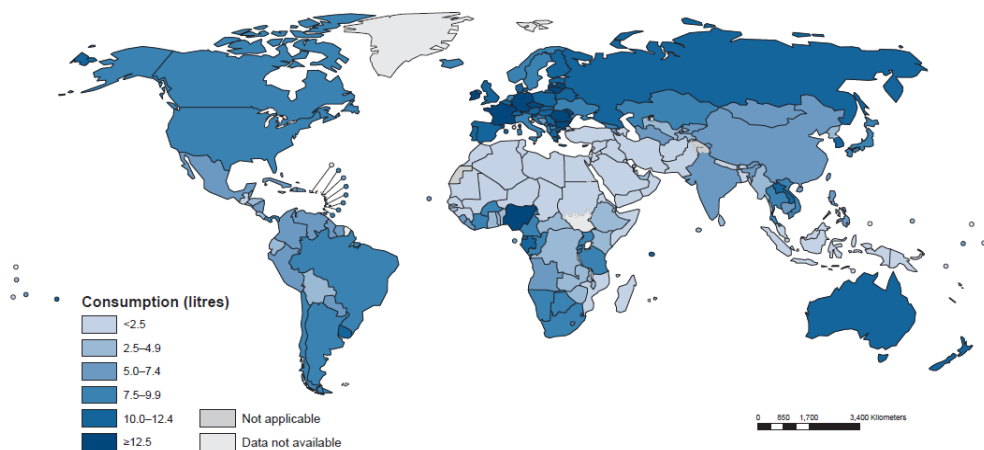 Consumption (litres)
<2.5
2.5–4.9
5.0–7.4
7.5–9.9
10.0–12.4
≥12.5
Not applicable
Data not available
0 850 1,700 3,400 Kilometers